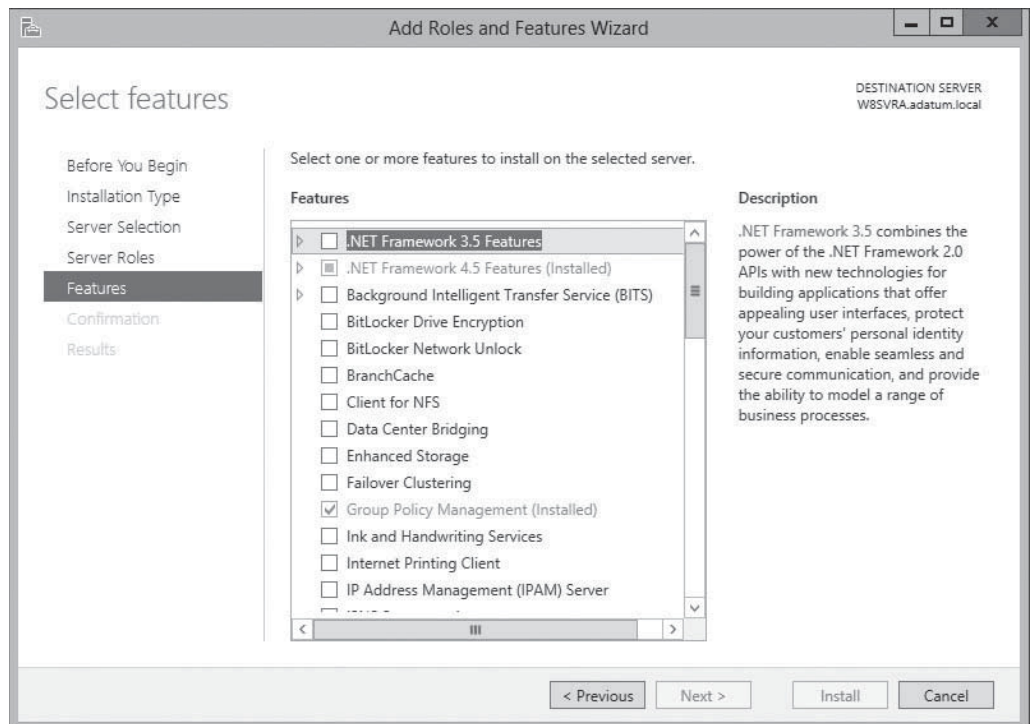 Add Roles and Features Wizard
Select features
DESTINATION SERVER
W8SVRA.adatum.local
Before You Begin
Installation Type
Server Selection
Server Roles
Features
Confirmation
Results
Select one or more features to install on the selected server.
Features
.NET Framework 3.5 Features
.NET Framework 4.5 Features (Installed)
Background Intelligent Transfer Service (BITS)
BitLocker Drive Encryption
BitLocker Network Unlock
BranchCache
Client for NFS
Data Center Bridging
Enhanced Storage
Failover Clustering
Group Policy Management (Installed)
Ink and Handwriting Services
Internet Printing Client
IP Address Management (IPAM) Server
Description
.NET Framework 3.5 combines the
power of the .NET Framework 2.0
APIs with new technologies for
building applications that offer
appealing user interfaces, protect
your customers' personal identity
information, enable seamless and
secure communication, and provide
the ability to model a range of
business processes.
< Previous
Next >
Install
Cancel